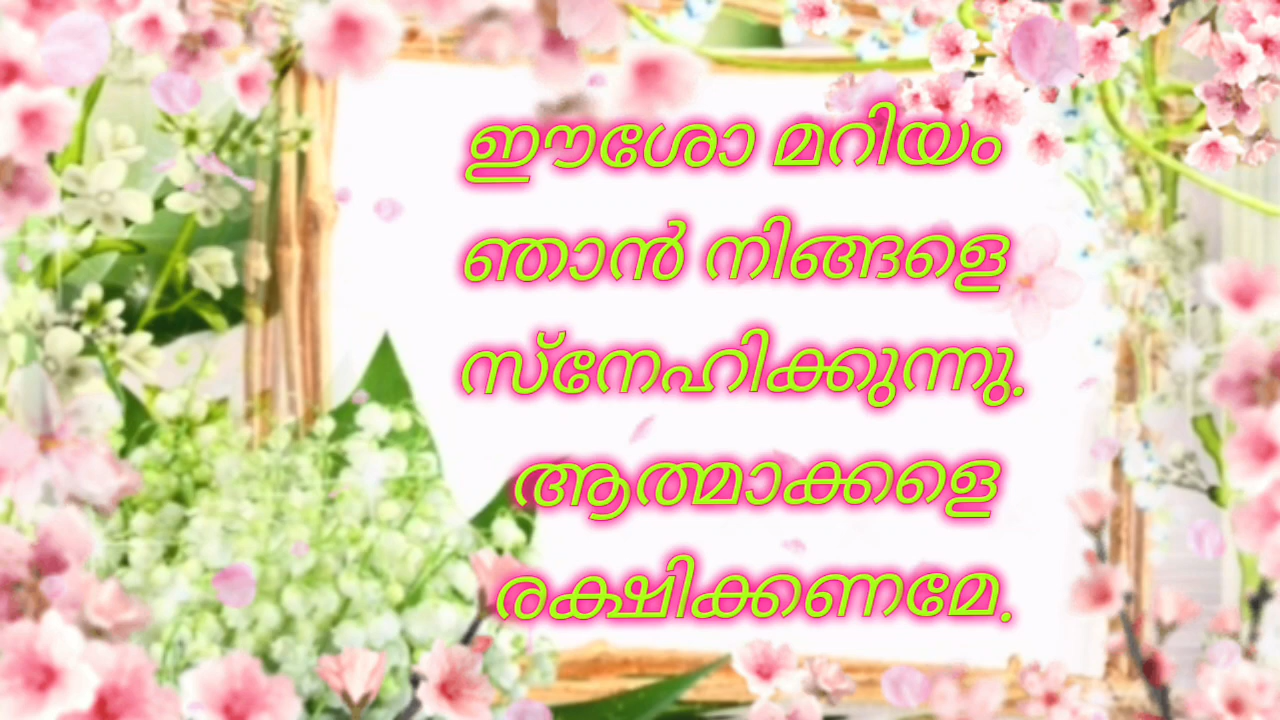 ഈശോ മറിയം
ഞാൻ നിങ്ങളെ
സ്നേഹിക്കുന്നു.
ആത്മാക്കളെ
രക്ഷിക്കണമേ.